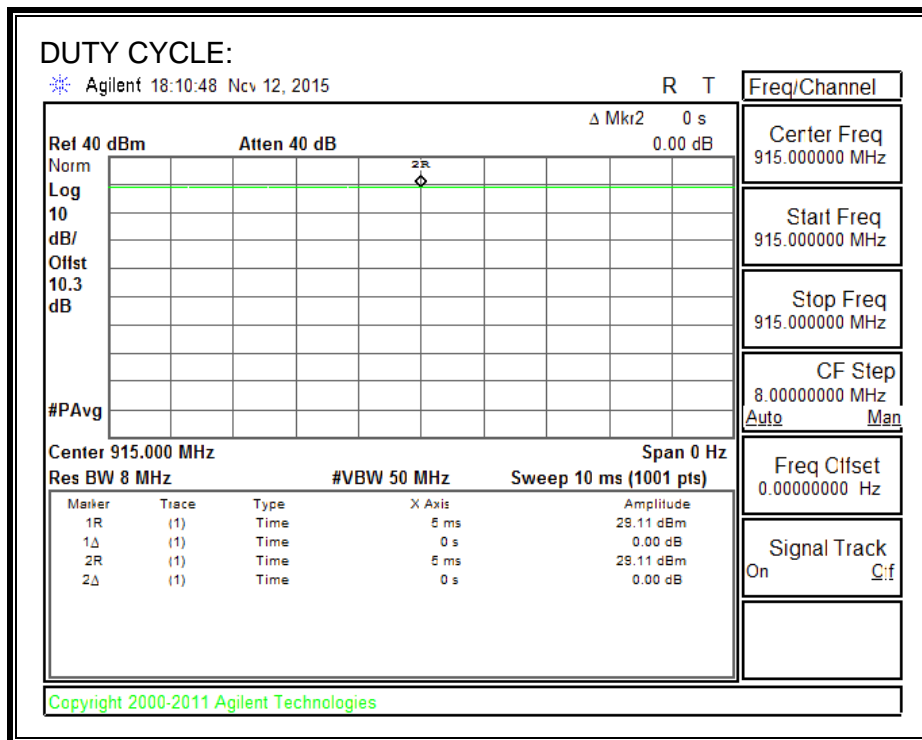 DUTY CYCLE:
Agilent 18:10:48 Nov 12, 2015 R T
Δ Mkr2 0 s
Ref 40 dBm Atten 40 dB 0.00 dB
Norm
Log
10
dB/
Offst
10.3
dB
#PAvg
2R
Center 915.000 MHz Span 0 Hz
Res BW 8 MHz #VBW 50 MHz Sweep 10 ms (1001 pts)
Marker Trace Type X Axis Amplitude
1R (1) Time 5 ms 29.11 dBm
1Δ (1) Time 0 s 0.00 dB
2R (1) Time 5 ms 29.11 dBm
2Δ (1) Time 0 s 0.00 dB
Freq/Channel
Center Freq
915.000000 MHz
Start Freq
915.000000 MHz
Stop Freq
915.000000 MHz
CF Step
8.00000000 MHz
Auto Man
Freq Offset
0.00000000 Hz
Signal Track
On Off
Copyright 2000-2011 Agilent Technologies